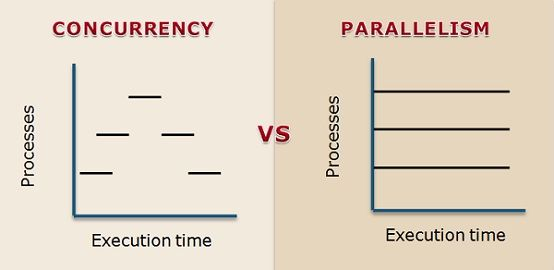 CONCURRENCY
Processes
Execution time
VS
PARALLELISM
Processes
Execution time